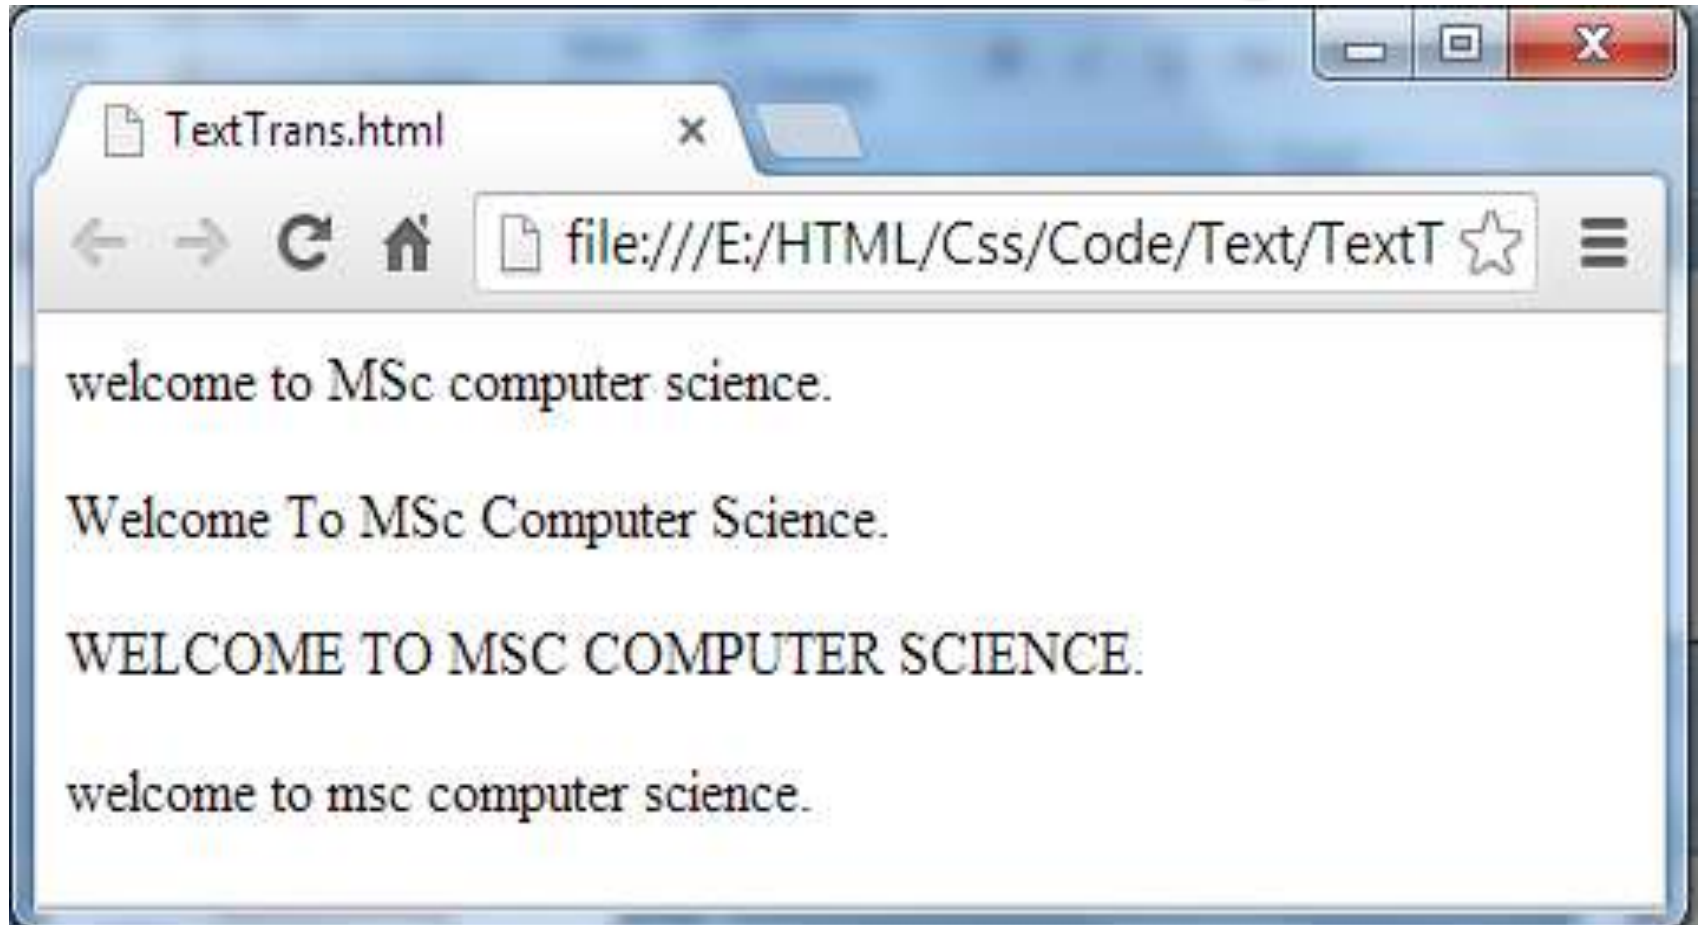 TextTrans.html
file:///E:/HTML/Css/Code/Text/TextT
welcome to MSc computer science.
Welcome To MSc Computer Science.
WELCOME TO MSC COMPUTER SCIENCE.
welcome to msc computer science.